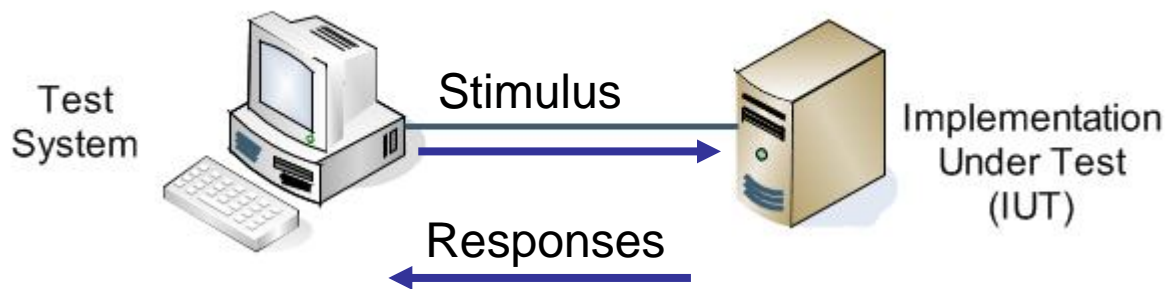 Test
System
Stimulus
Responses
Implementation
Under Test
(IUT)